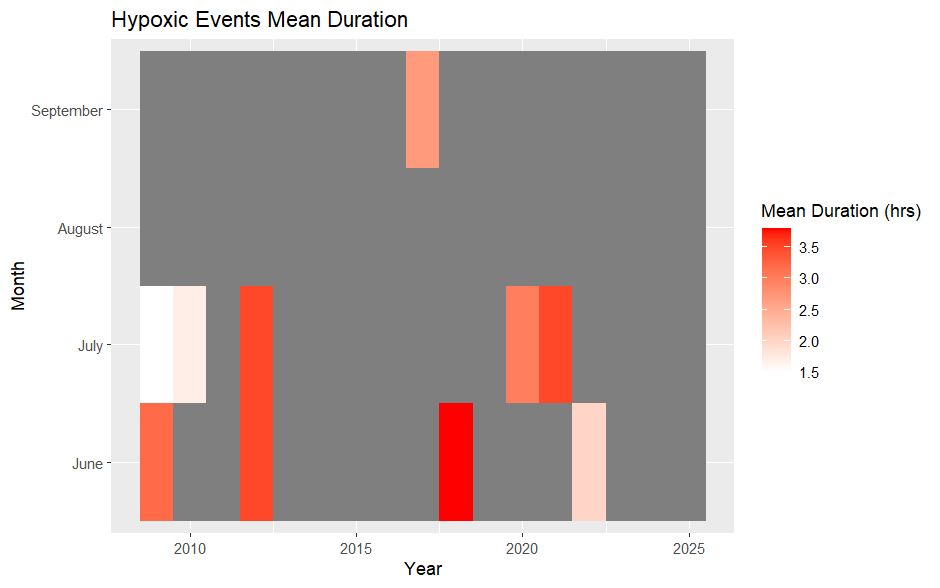 Hypoxic Events Mean Duration
September
August
July
June
Month
2010
2015
2020
2025
Year
Mean Duration (hrs)
3.5
3.0
2.5
2.0
1.5